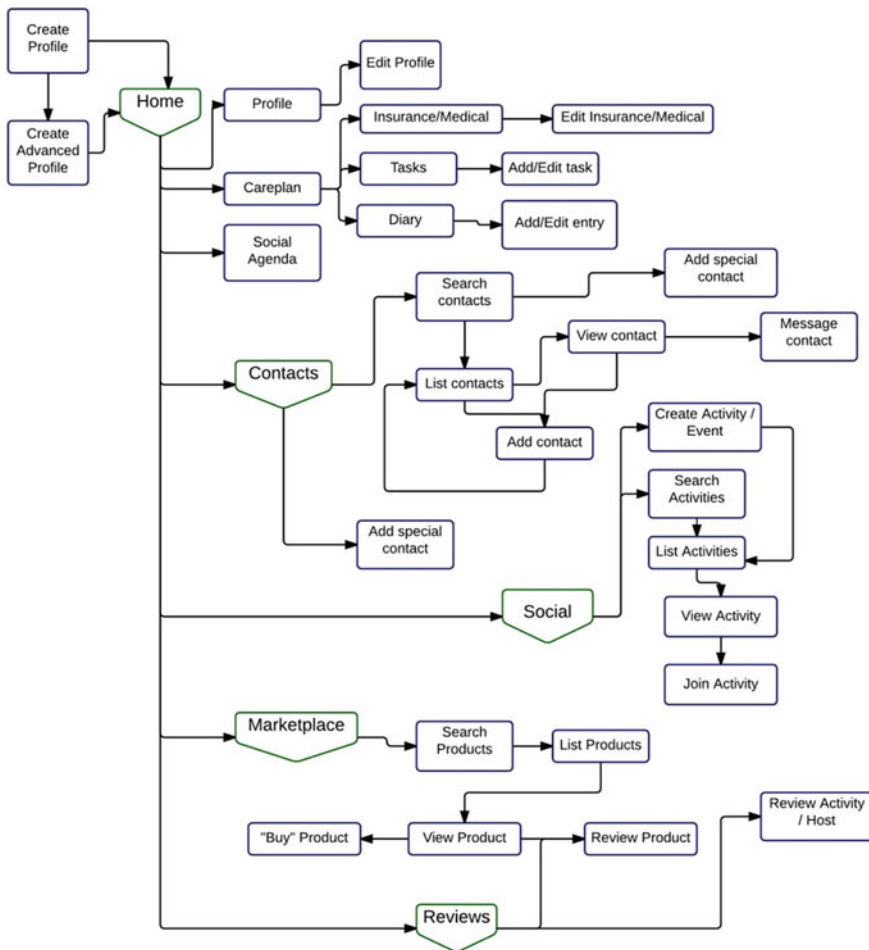 Create
Profile
Home
Create
Advanced
Profile
Profile
Edit Profile
Insurance/Medical
Edit Insurance/Medical
Careplan
Tasks
Add/Edit task
Diary
Add/Edit entry
Social
Agenda
Search
contacts
Add special
contact
View contact
Message
contact
Contacts
List contacts
Add contact
Create Activity /
Event
Search
Activities
Add special
contact
List Activities
Social
View Activity
Join Activity
Marketplace
Search
Products
List Products
"Buy" Product
View Product
Review Product
Review Activity
/ Host
Reviews